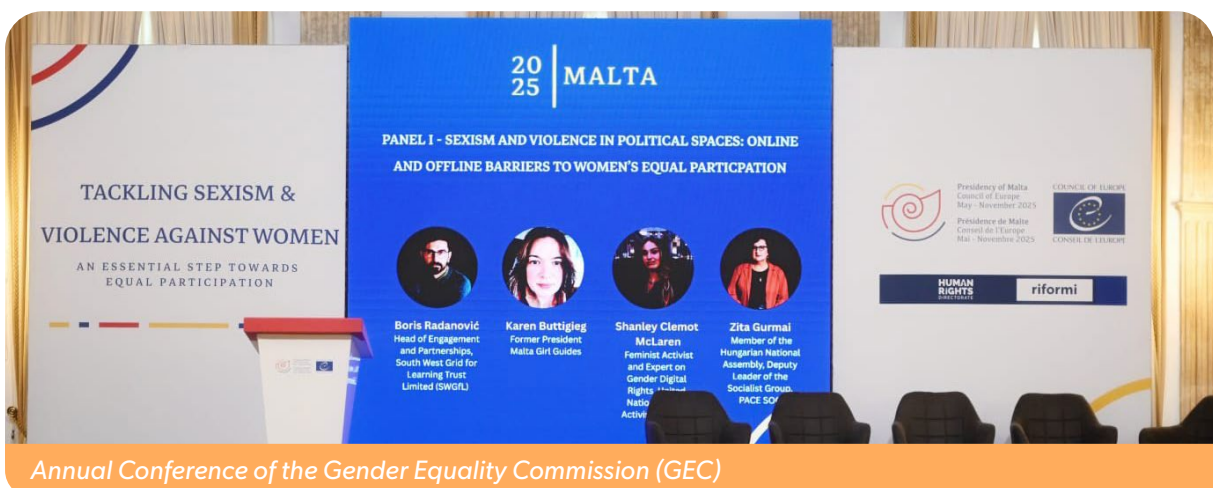 TACKLING SEXISM &
VIOLENCE AGAINST WOMEN
AN ESSENTIAL STEP TOWARDS
EQUAL PARTICIPATION
20
25
MALTA
PANEL I - SEXISM AND VIOLENCE IN POLITICAL SPACES: ONLINE
AND OFFLINE BARRIERS TO WOMEN'S EQUAL PARTICPATION
Boris Radanović
Head of Engagement
and Partnerships,
South West Grid for
Learning Trust
Limited (SWGfL)
Karen Buttigieg
Former President
Malta Girl Guides
Shanley Clemot
McLaren
Feminist Activist
and Expert on
Gender Digital
Rights, United
Zita Gurmai
Member of the
Hungarian National
Assembly, Deputy
Leader of the
Socialist Group,
PACE
Presidency of Malta
Council of Europe
May - November 2025
Présidence de Malte
Conseil de l'Europe
Mai - Novembre 2025
COUNCIL OF EUROPE
CONSEIL DE L'EUROPE
HUMAN
RIGHTS
DIRECTORATE
riformi
Annual Conference of the Gender Equality Commission (GEC)